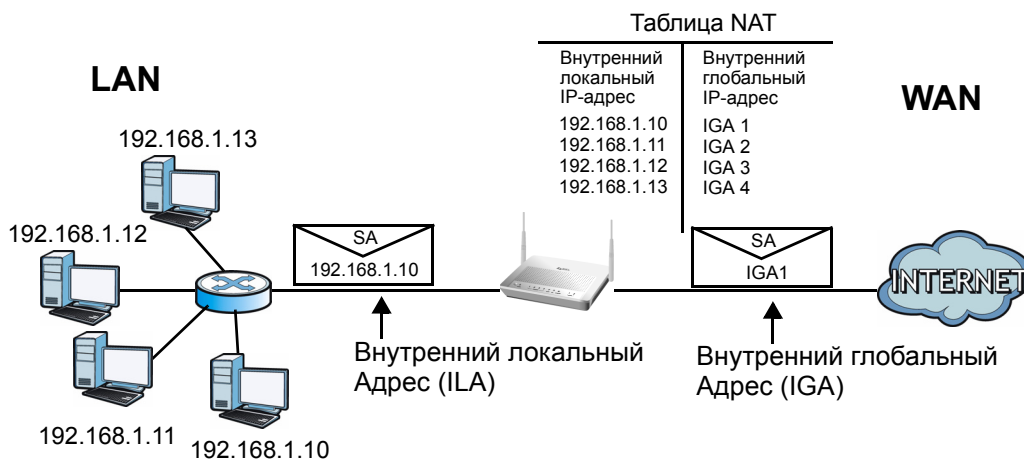 Таблица NAT
Внутренний
локальный
IP-адрес
192.168.1.10
192.168.1.11
192.168.1.12
192.168.1.13
Внутренний
глобальный
IP-адрес
IGA 1
IGA 2
IGA 3
IGA 4
LAN
WAN
192.168.1.13
192.168.1.12
192.168.1.11
192.168.1.10
SA
192.168.1.10
SA
IGA1
INTERNET
Внутренний локальный
Адрес (ILA)
Внутренний глобальный
Адрес (IGA)